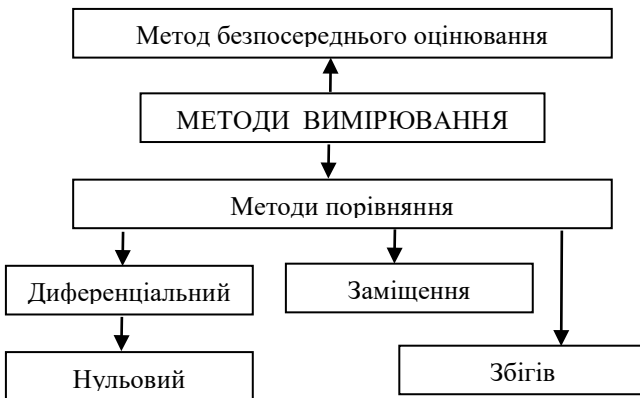 Метод безпосереднього оцінювання
МЕТОДИ ВИМІРЮВАННЯ
Методи порівняння
Диференціальний
Заміщення
Нульовий
Збігів